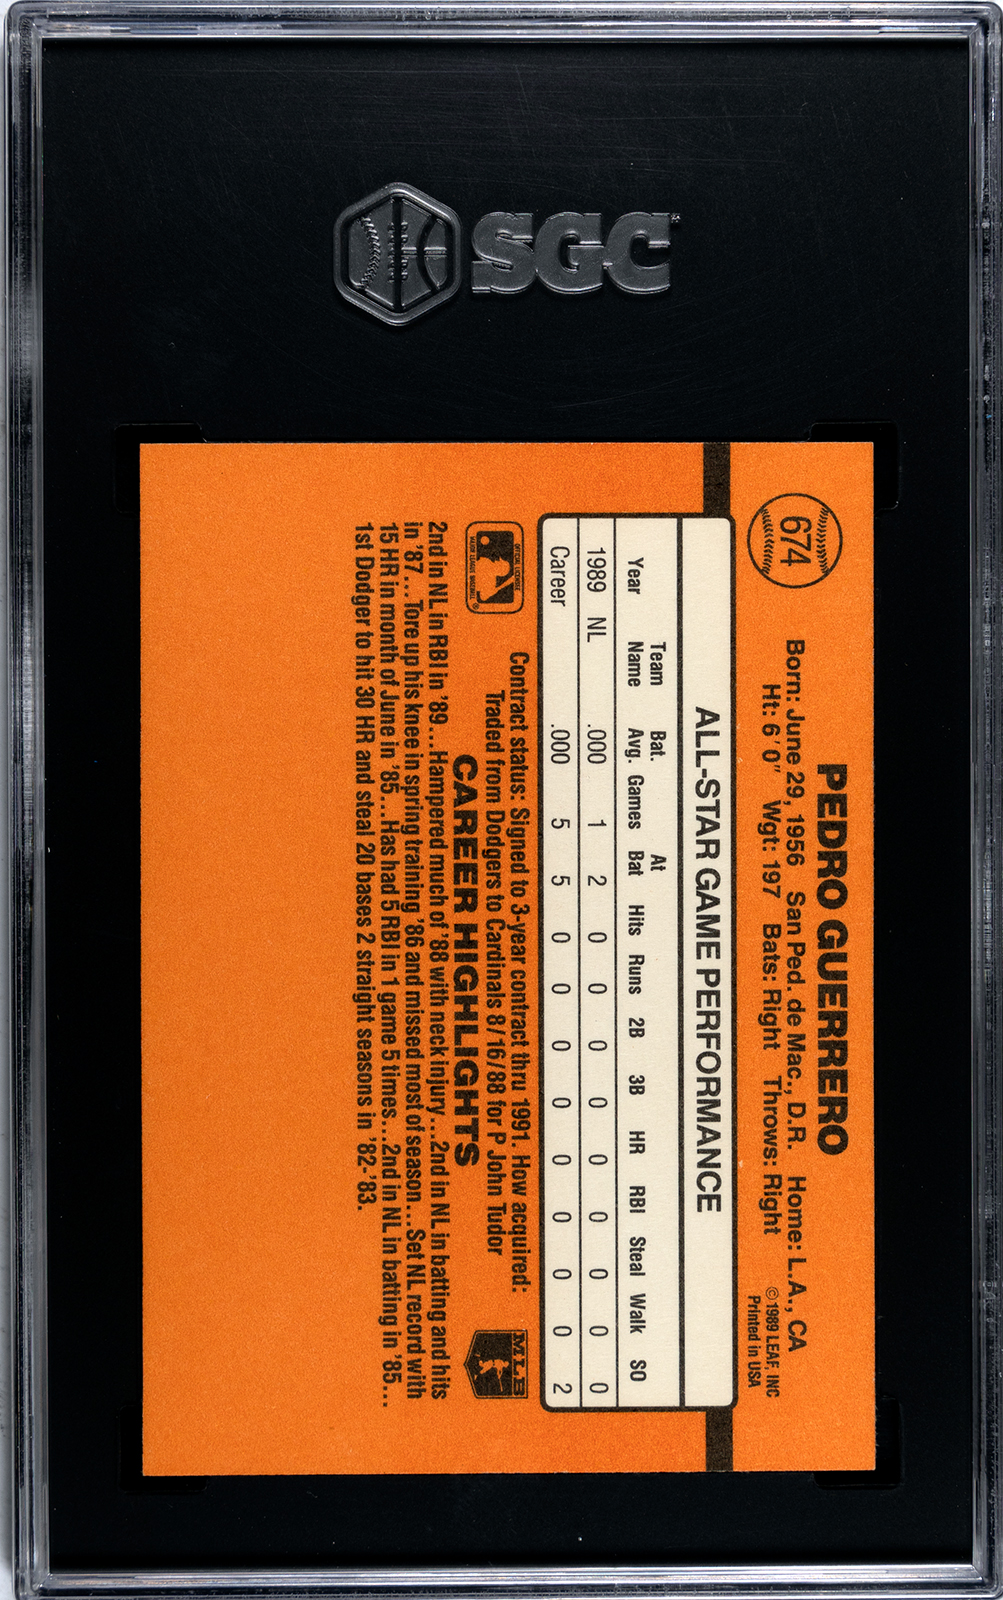 SGC
674
PEDRO GUERRERO
Born: June 29, 1956 San Ped. de Mac., D.R. Home: L.A., CA
Ht: 6'0" Wgt: 197 Bats: Right Throws: Right
©1989 LEAF, INC
Printed in USA
ALL-STAR GAME PERFORMANCE
Year Team Name Bat. Avg. Games At Bat Hits Runs 2B 3B HR RBI Steal Walk SO
1989 NL .000 1 2 0 0 0 0 0 0 0 0 0
Career .000 5 5 0 0 0 0 0 0 0 0 2
OFFICIAL LICENSEE
MAJOR LEAGUE BASEBALL
Contract status: Signed to 3-year contract thru 1991. How acquired:
Traded from Dodgers to Cardinals 8/16/88 for P John Tudor
MLB
CAREER HIGHLIGHTS
2nd in NL in RBI in '89...Hampered much of '88 with neck injury...2nd in NL in batting and hits
in '87...Tore up his knee in spring training '86 and missed most of season...Set NL record with
15 HR in month of June in '85...Has had 5 RBI in 1 game 5 times...2nd in NL in batting in '85...
1st Dodger to hit 30 HR and steal 20 bases 2 straight seasons in '82-'83.